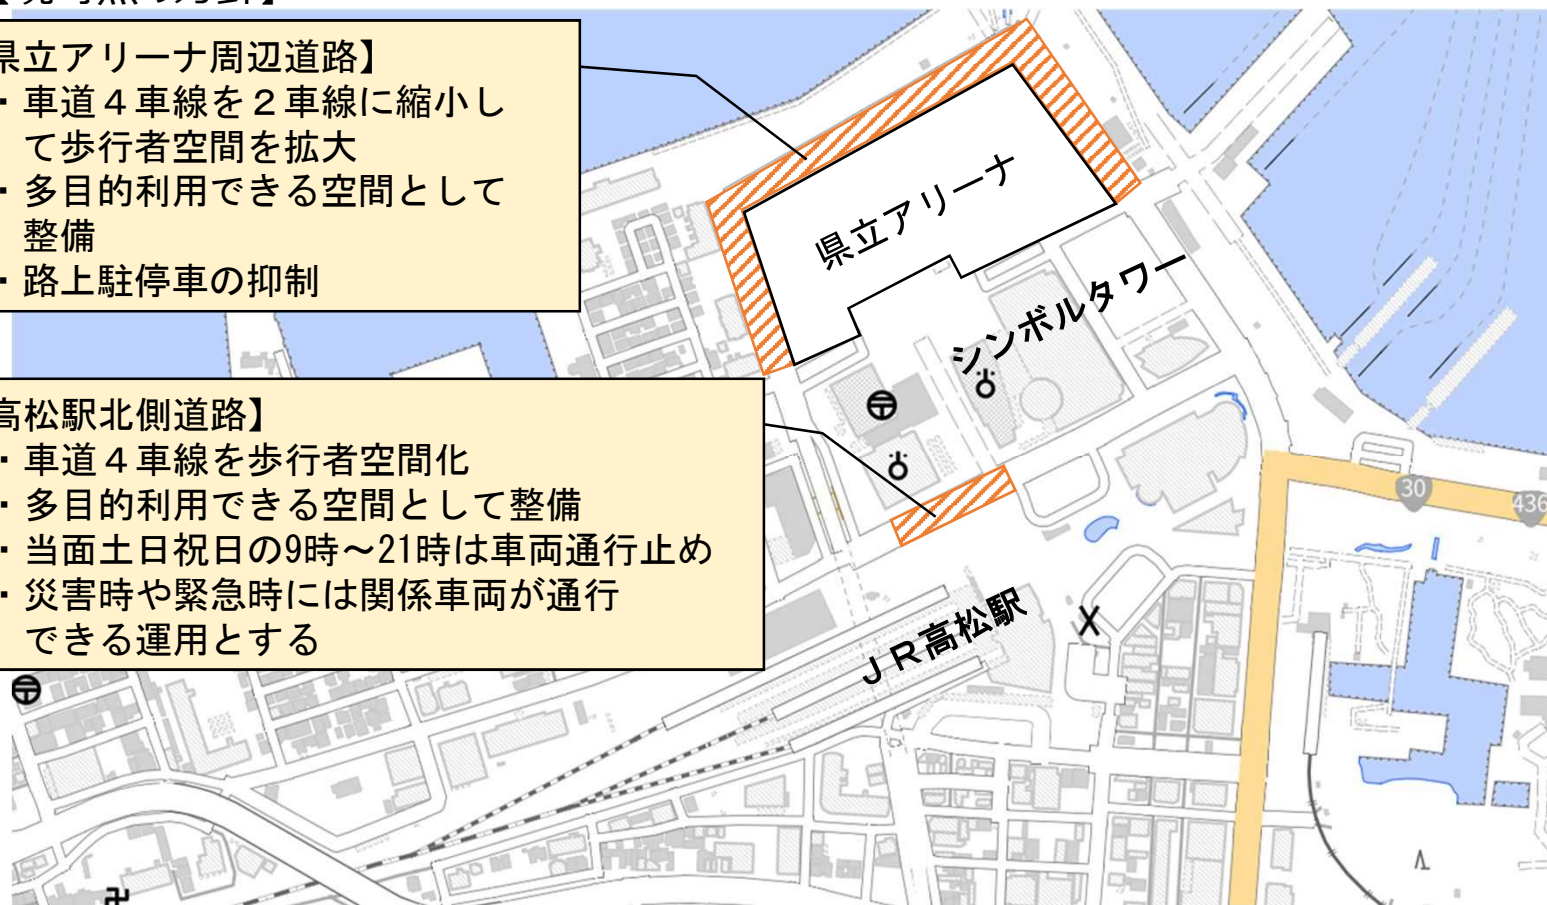 県立アリーナ周辺道路】
・車道４車線を２車線に縮小し
て歩行者空間を拡大
・多目的利用できる空間として
整備
・路上駐停車の抑制
県立アリーナ
シンボルタワー
高松駅北側道路】
・車道４車線を歩行者空間化
・多目的利用できる空間として整備
・当面土日祝日の9時～21時は車両通行止め
・災害時や緊急時には関係車両が通行
できる運用とする
30
436
ＪＲ高松駅